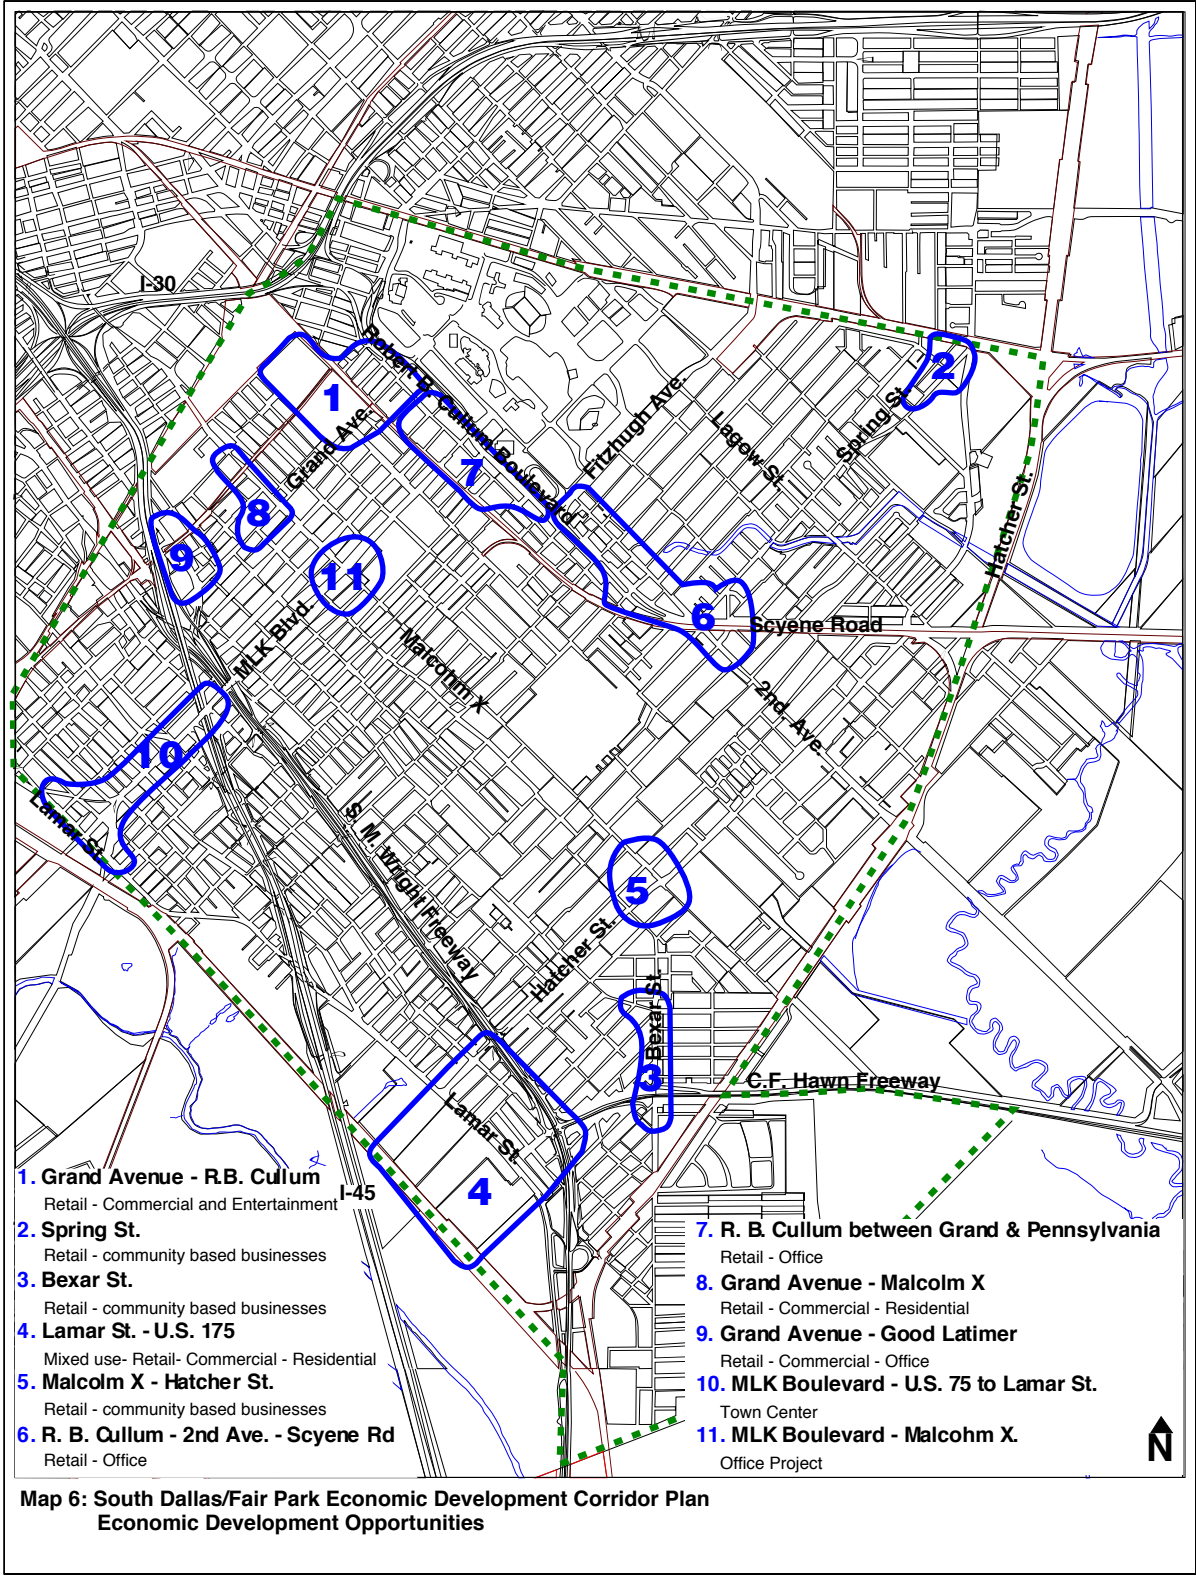 I-30
Robert B. Cullum Boulevard
2
1
Grand Ave.
Fitzhugh Ave.
Lagow St.
Spring St.
7
8
Hatcher St.
9
11
6
Scyene Road
MLK Blvd.
Malcohm X
2nd. Ave.
10
Lamar St.
S. M. Wright Freeway
5
Hatcher St.
Bexar St.
3
C.F. Hawn Freeway
Lamar St.
4
I-45
1. Grand Avenue - R.B. Cullum
Retail - Commercial and Entertainment
2. Spring St.
Retail - community based businesses
3. Bexar St.
Retail - community based businesses
4. Lamar St. - U.S. 175
Mixed use- Retail- Commercial - Residential
5. Malcolm X - Hatcher St.
Retail - community based businesses
6. R. B. Cullum - 2nd Ave. - Scyene Rd
Retail - Office
7. R. B. Cullum between Grand & Pennsylvania
Retail - Office
8. Grand Avenue - Malcolm X
Retail - Commercial - Residential
9. Grand Avenue - Good Latimer
Retail - Commercial - Office
10. MLK Boulevard - U.S. 75 to Lamar St.
Town Center
11. MLK Boulevard - Malcohm X.
Office Project
N
Map 6: South Dallas/Fair Park Economic Development Corridor Plan
Economic Development Opportunities